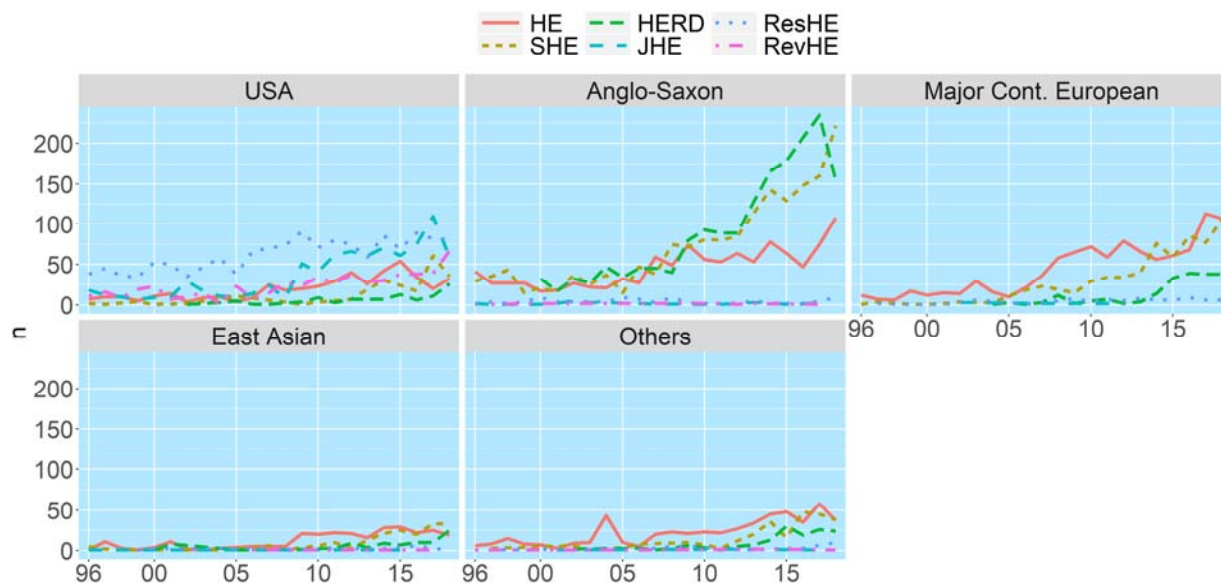 HE HERD ResHE
SHE JHE RevHE
USA Anglo-Saxon Major Cont. European
200
150
100
50
0
96 00 05 10 15
n
East Asian Others
200
150
100
50
0
96 00 05 10 15 96 00 05 10 15